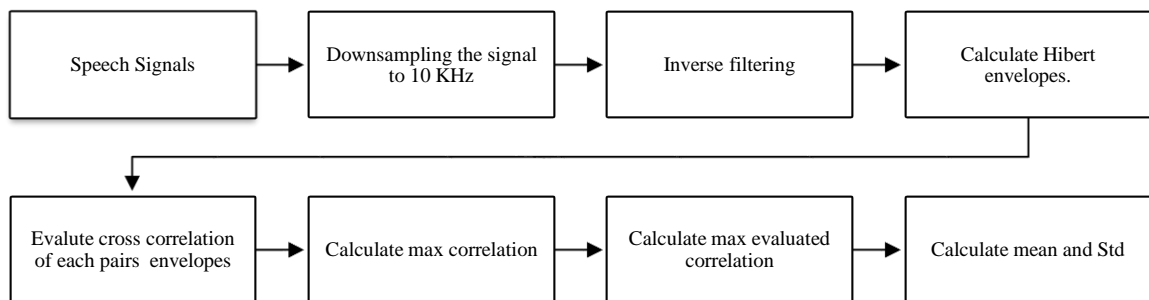 Speech Signals
Downsampling the signal
to 10 KHz
Inverse filtering
Calculate Hibert
envelopes.
Evalute cross correlation
of each pairs envelopes
Calculate max correlation
Calculate max evaluated
correlation
Calculate mean and Std